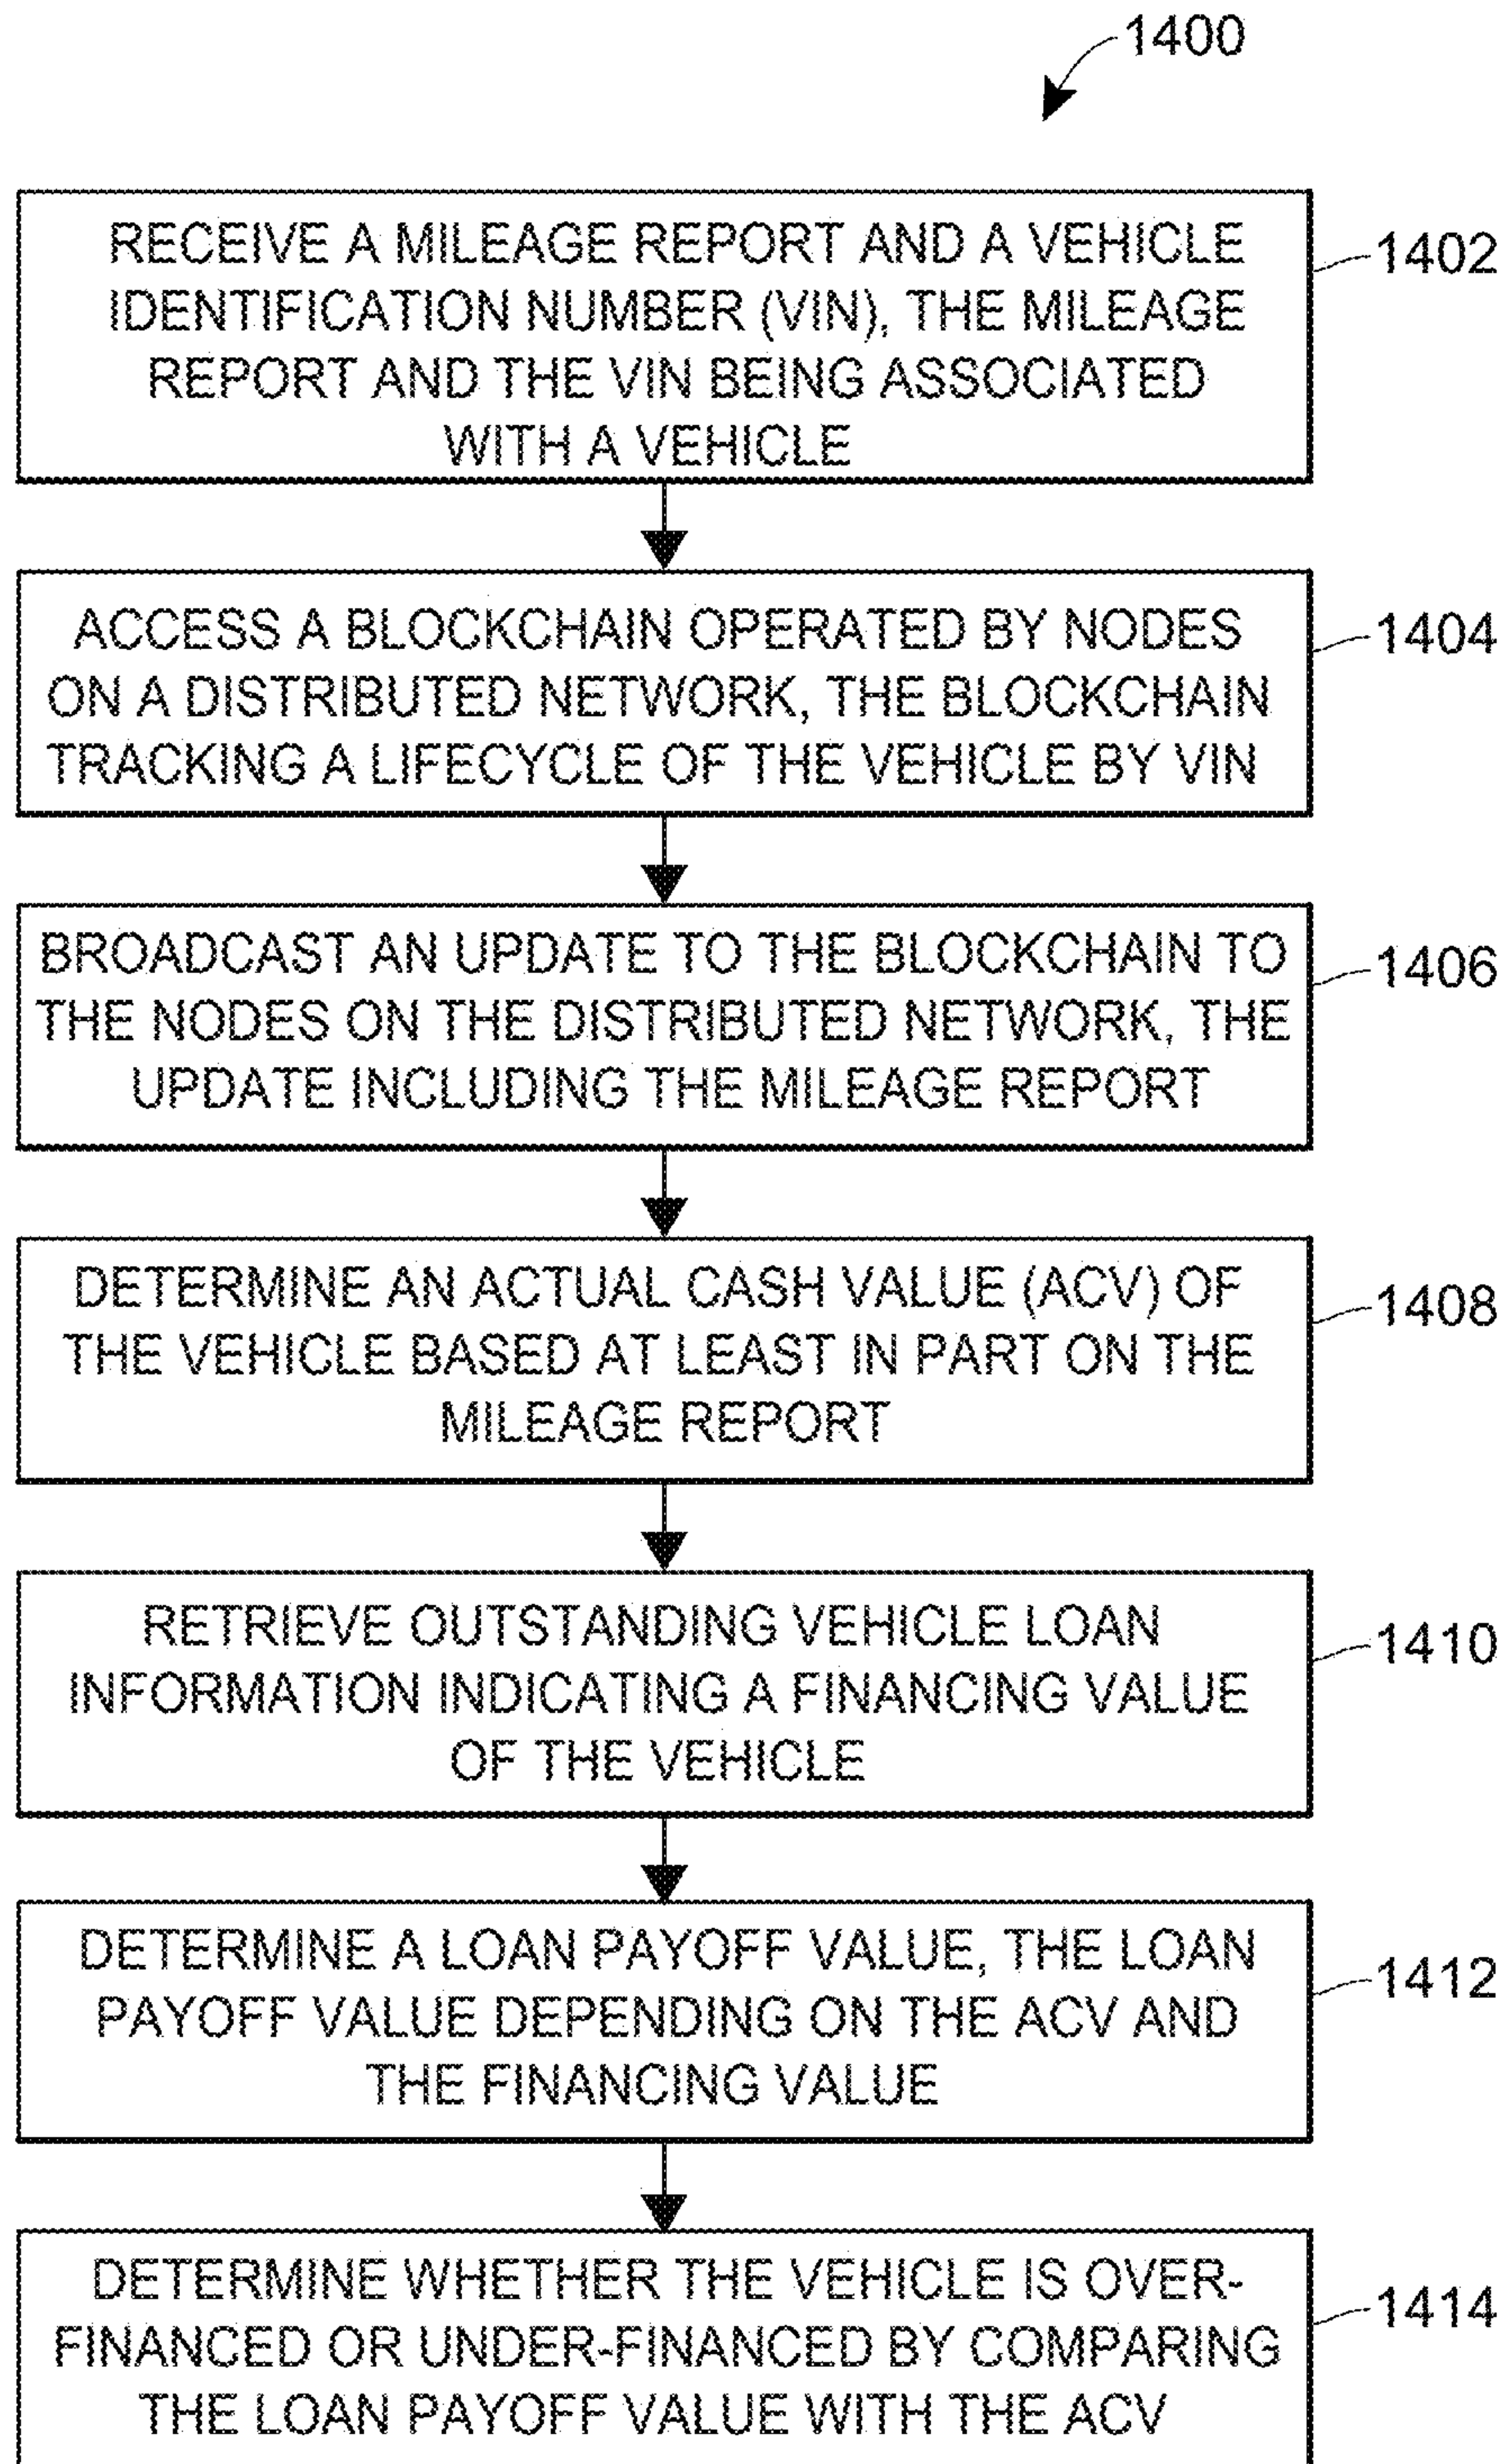 1400
RECEIVE A MILEAGE REPORT AND A VEHICLE
IDENTIFICATION NUMBER (VIN), THE MILEAGE
REPORT AND THE VIN BEING ASSOCIATED
WITH A VEHICLE
1402
ACCESS A BLOCKCHAIN OPERATED BY NODES
ON A DISTRIBUTED NETWORK, THE BLOCKCHAIN
TRACKING A LIFECYCLE OF THE VEHICLE BY VIN
1404
BROADCAST AN UPDATE TO THE BLOCKCHAIN TO
THE NODES ON THE DISTRIBUTED NETWORK, THE
UPDATE INCLUDING THE MILEAGE REPORT
1406
DETERMINE AN ACTUAL CASH VALUE (ACV) OF
THE VEHICLE BASED AT LEAST IN PART ON THE
MILEAGE REPORT
1408
RETRIEVE OUTSTANDING VEHICLE LOAN
INFORMATION INDICATING A FINANCING VALUE
OF THE VEHICLE
1410
DETERMINE A LOAN PAYOFF VALUE, THE LOAN
PAYOFF VALUE DEPENDING ON THE ACV AND
THE FINANCING VALUE
1412
DETERMINE WHETHER THE VEHICLE IS OVER-
FINANCED OR UNDER-FINANCED BY COMPARING
THE LOAN PAYOFF VALUE WITH THE ACV
1414